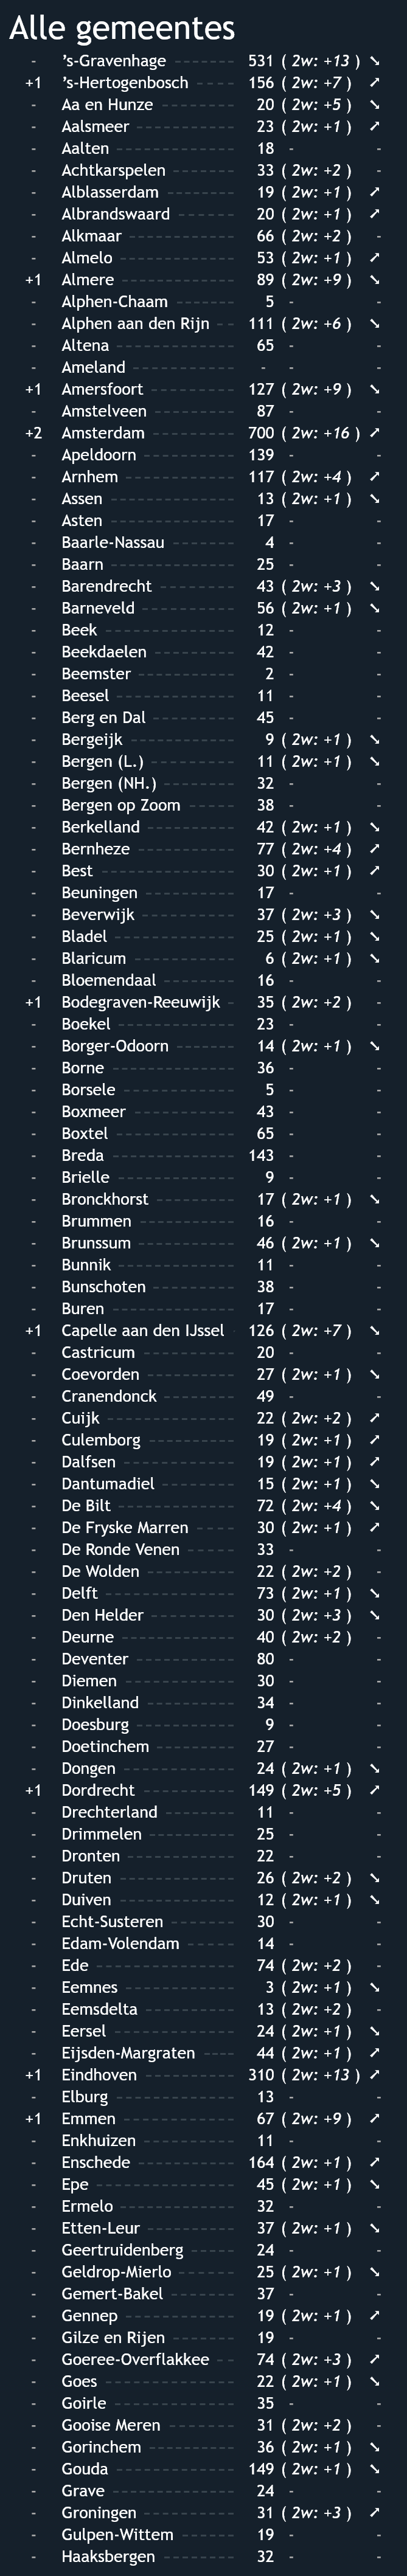 Alle gemeentes
- ’s-Gravenhage 531 ( 2w: +13 ) ➘
+1 ’s-Hertogenbosch 156 ( 2w: +7 ) ➚
- Aa en Hunze 20 ( 2w: +5 ) ➘
- Aalsmeer 23 ( 2w: +1 ) ➚
- Aalten 18 - -
- Achtkarspelen 33 ( 2w: +2 ) -
- Alblasserdam 19 ( 2w: +1 ) ➚
- Albrandswaard 20 ( 2w: +1 ) ➚
- Alkmaar 66 ( 2w: +2 ) -
- Almelo 53 ( 2w: +1 ) ➚
+1 Almere 89 ( 2w: +9 ) ➘
- Alphen-Chaam 5 - -
- Alphen aan den Rijn 111 ( 2w: +6 ) ➘
- Altena 65 - -
- Ameland - - -
+1 Amersfoort 127 ( 2w: +9 ) ➘
- Amstelveen 87 - -
+2 Amsterdam 700 ( 2w: +16 ) ➚
- Apeldoorn 139 - -
- Arnhem 117 ( 2w: +4 ) ➚
- Assen 13 ( 2w: +1 ) ➘
- Asten 17 - -
- Baarle-Nassau 4 - -
- Baarn 25 - -
- Barendrecht 43 ( 2w: +3 ) ➘
- Barneveld 56 ( 2w: +1 ) ➘
- Beek 12 - -
- Beekdaelen 42 - -
- Beemster 2 - -
- Beesel 11 - -
- Berg en Dal 45 - -
- Bergeijk 9 ( 2w: +1 ) ➘
- Bergen (L.) 11 ( 2w: +1 ) ➘
- Bergen (NH.) 32 - -
- Bergen op Zoom 38 - -
- Berkelland 42 ( 2w: +1 ) ➘
- Bernheze 77 ( 2w: +4 ) ➚
- Best 30 ( 2w: +1 ) ➚
- Beuningen 17 - -
- Beverwijk 37 ( 2w: +3 ) ➘
- Bladel 25 ( 2w: +1 ) ➘
- Blaricum 6 ( 2w: +1 ) ➘
- Bloemendaal 16 - -
+1 Bodegraven-Reeuwijk 35 ( 2w: +2 ) -
- Boekel 23 - -
- Borger-Odoorn 14 ( 2w: +1 ) ➘
- Borne 36 - -
- Borsele 5 - -
- Boxmeer 43 - -
- Boxtel 65 - -
- Breda 143 - -
- Brielle 9 - -
- Bronckhorst 17 ( 2w: +1 ) ➘
- Brummen 16 - -
- Brunssum 46 ( 2w: +1 ) ➘
- Bunnik 11 - -
- Bunschoten 38 - -
- Buren 17 - -
+1 Capelle aan den IJssel 126 ( 2w: +7 ) ➘
- Castricum 20 - -
- Coevorden 27 ( 2w: +1 ) ➘
- Cranendonck 49 - -
- Cuijk 22 ( 2w: +2 ) ➚
- Culemborg 19 ( 2w: +1 ) ➚
- Dalfsen 19 ( 2w: +1 ) ➚
- Dantumadiel 15 ( 2w: +1 ) ➘
- De Bilt 72 ( 2w: +4 ) ➘
- De Fryske Marren 30 ( 2w: +1 ) ➚
- De Ronde Venen 33 - -
- De Wolden 22 ( 2w: +2 ) -
- Delft 73 ( 2w: +1 ) ➘
- Den Helder 30 ( 2w: +3 ) ➘
- Deurne 40 ( 2w: +2 ) -
- Deventer 80 - -
- Diemen 30 - -
- Dinkelland 34 - -
- Doesburg 9 - -
- Doetinchem 27 - -
- Dongen 24 ( 2w: +1 ) ➘
+1 Dordrecht 149 ( 2w: +5 ) ➚
- Drechterland 11 - -
- Drimmelen 25 - -
- Dronten 22 - -
- Druten 26 ( 2w: +2 ) ➘
- Duiven 12 ( 2w: +1 ) ➘
- Echt-Susteren 30 - -
- Edam-Volendam 14 - -
- Ede 74 ( 2w: +2 ) -
- Eemnes 3 ( 2w: +1 ) ➘
- Eemsdelta 13 ( 2w: +2 ) -
- Eersel 24 ( 2w: +1 ) ➘
- Eijsden-Margraten 44 ( 2w: +1 ) ➚
+1 Eindhoven 310 ( 2w: +13 ) ➚
- Elburg 13 - -
+1 Emmen 67 ( 2w: +9 ) ➚
- Enkhuizen 11 - -
- Enschede 164 ( 2w: +1 ) ➚
- Epe 45 ( 2w: +1 ) ➘
- Ermelo 32 - -
- Etten-Leur 37 ( 2w: +1 ) ➘
- Geertruidenberg 24 - -
- Geldrop-Mierlo 25 ( 2w: +1 ) ➘
- Gemert-Bakel 37 - -
- Gennep 19 ( 2w: +1 ) ➚
- Gilze en Rijen 19 - -
- Goeree-Overflakkee 74 ( 2w: +3 ) ➚
- Goes 22 ( 2w: +1 ) ➘
- Goirle 35 - -
- Gooise Meren 31 ( 2w: +2 ) -
- Gorinchem 36 ( 2w: +1 ) ➘
- Gouda 149 ( 2w: +1 ) ➘
- Grave 24 - -
- Groningen 31 ( 2w: +3 ) ➚
- Gulpen-Wittem 19 - -
- Haaksbergen 32 - -